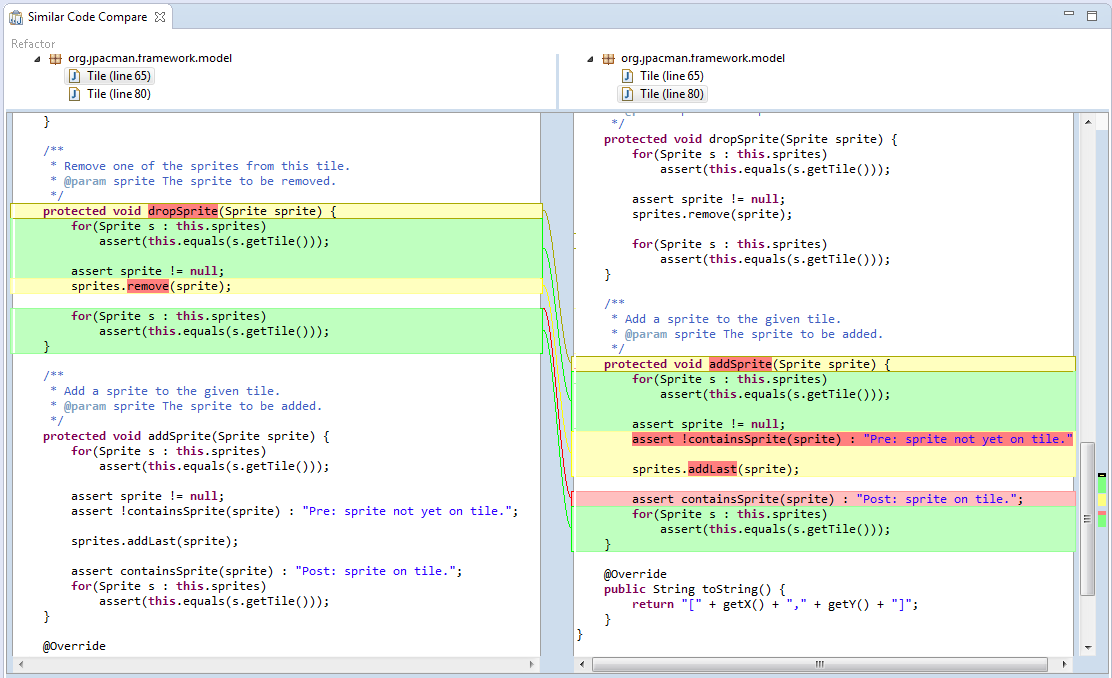 Similar Code Compare
Refactor
org.jpacman.framework.model
Tile (line 65)
Tile (line 80)
}
/**
 * Remove one of the sprites from this tile.
 * @param sprite The sprite to be removed.
 */
protected void dropSprite(Sprite sprite) {
    for(Sprite s : this.sprites)
        assert(this.equals(s.getTile()));
    assert sprite != null;
    sprites.remove(sprite);
    for(Sprite s : this.sprites)
        assert(this.equals(s.getTile()));
}
/**
 * Add a sprite to the given tile.
 * @param sprite The sprite to be added.
 */
protected void addSprite(Sprite sprite) {
    for(Sprite s : this.sprites)
        assert(this.equals(s.getTile()));
    assert sprite != null;
    assert !containsSprite(sprite) : "Pre: sprite not yet on tile.";
    sprites.addLast(sprite);
    assert containsSprite(sprite) : "Post: sprite on tile.";
    for(Sprite s : this.sprites)
        assert(this.equals(s.getTile()));
}
@Override
org.jpacman.framework.model
Tile (line 65)
Tile (line 80)
 */
protected void dropSprite(Sprite sprite) {
    for(Sprite s : this.sprites)
        assert(this.equals(s.getTile()));
    assert sprite != null;
    sprites.remove(sprite);
    for(Sprite s : this.sprites)
        assert(this.equals(s.getTile()));
}
/**
 * Add a sprite to the given tile.
 * @param sprite The sprite to be added.
 */
protected void addSprite(Sprite sprite) {
    for(Sprite s : this.sprites)
        assert(this.equals(s.getTile()));
    assert sprite != null;
    assert !containsSprite(sprite) : "Pre: sprite not yet on tile."
    sprites.addLast(sprite);
    assert containsSprite(sprite) : "Post: sprite on tile.";
    for(Sprite s : this.sprites)
        assert(this.equals(s.getTile()));
}
@Override
public String toString() {
    return "[" + getX() + "," + getY() + "]";
}
}